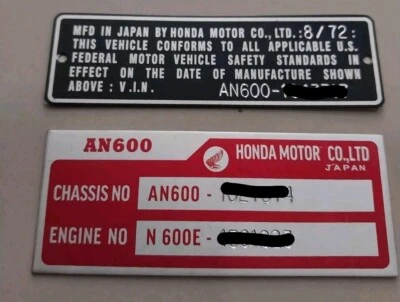 MFD IN JAPAN BY HONDA MOTOR CO., LTD.:8/72:
THIS VEHICLE CONFORMS TO ALL APPLICABLE U.S.
FEDERAL MOTOR VEHICLE SAFETY STANDARDS IN
EFFECT ON THE DATE OF MANUFACTURE SHOWN
ABOVE : V.I.N. AN600-
AN600
HONDA MOTOR CO.,LTD
JAPAN
CHASSIS NO AN600 -
ENGINE NO N 600E -